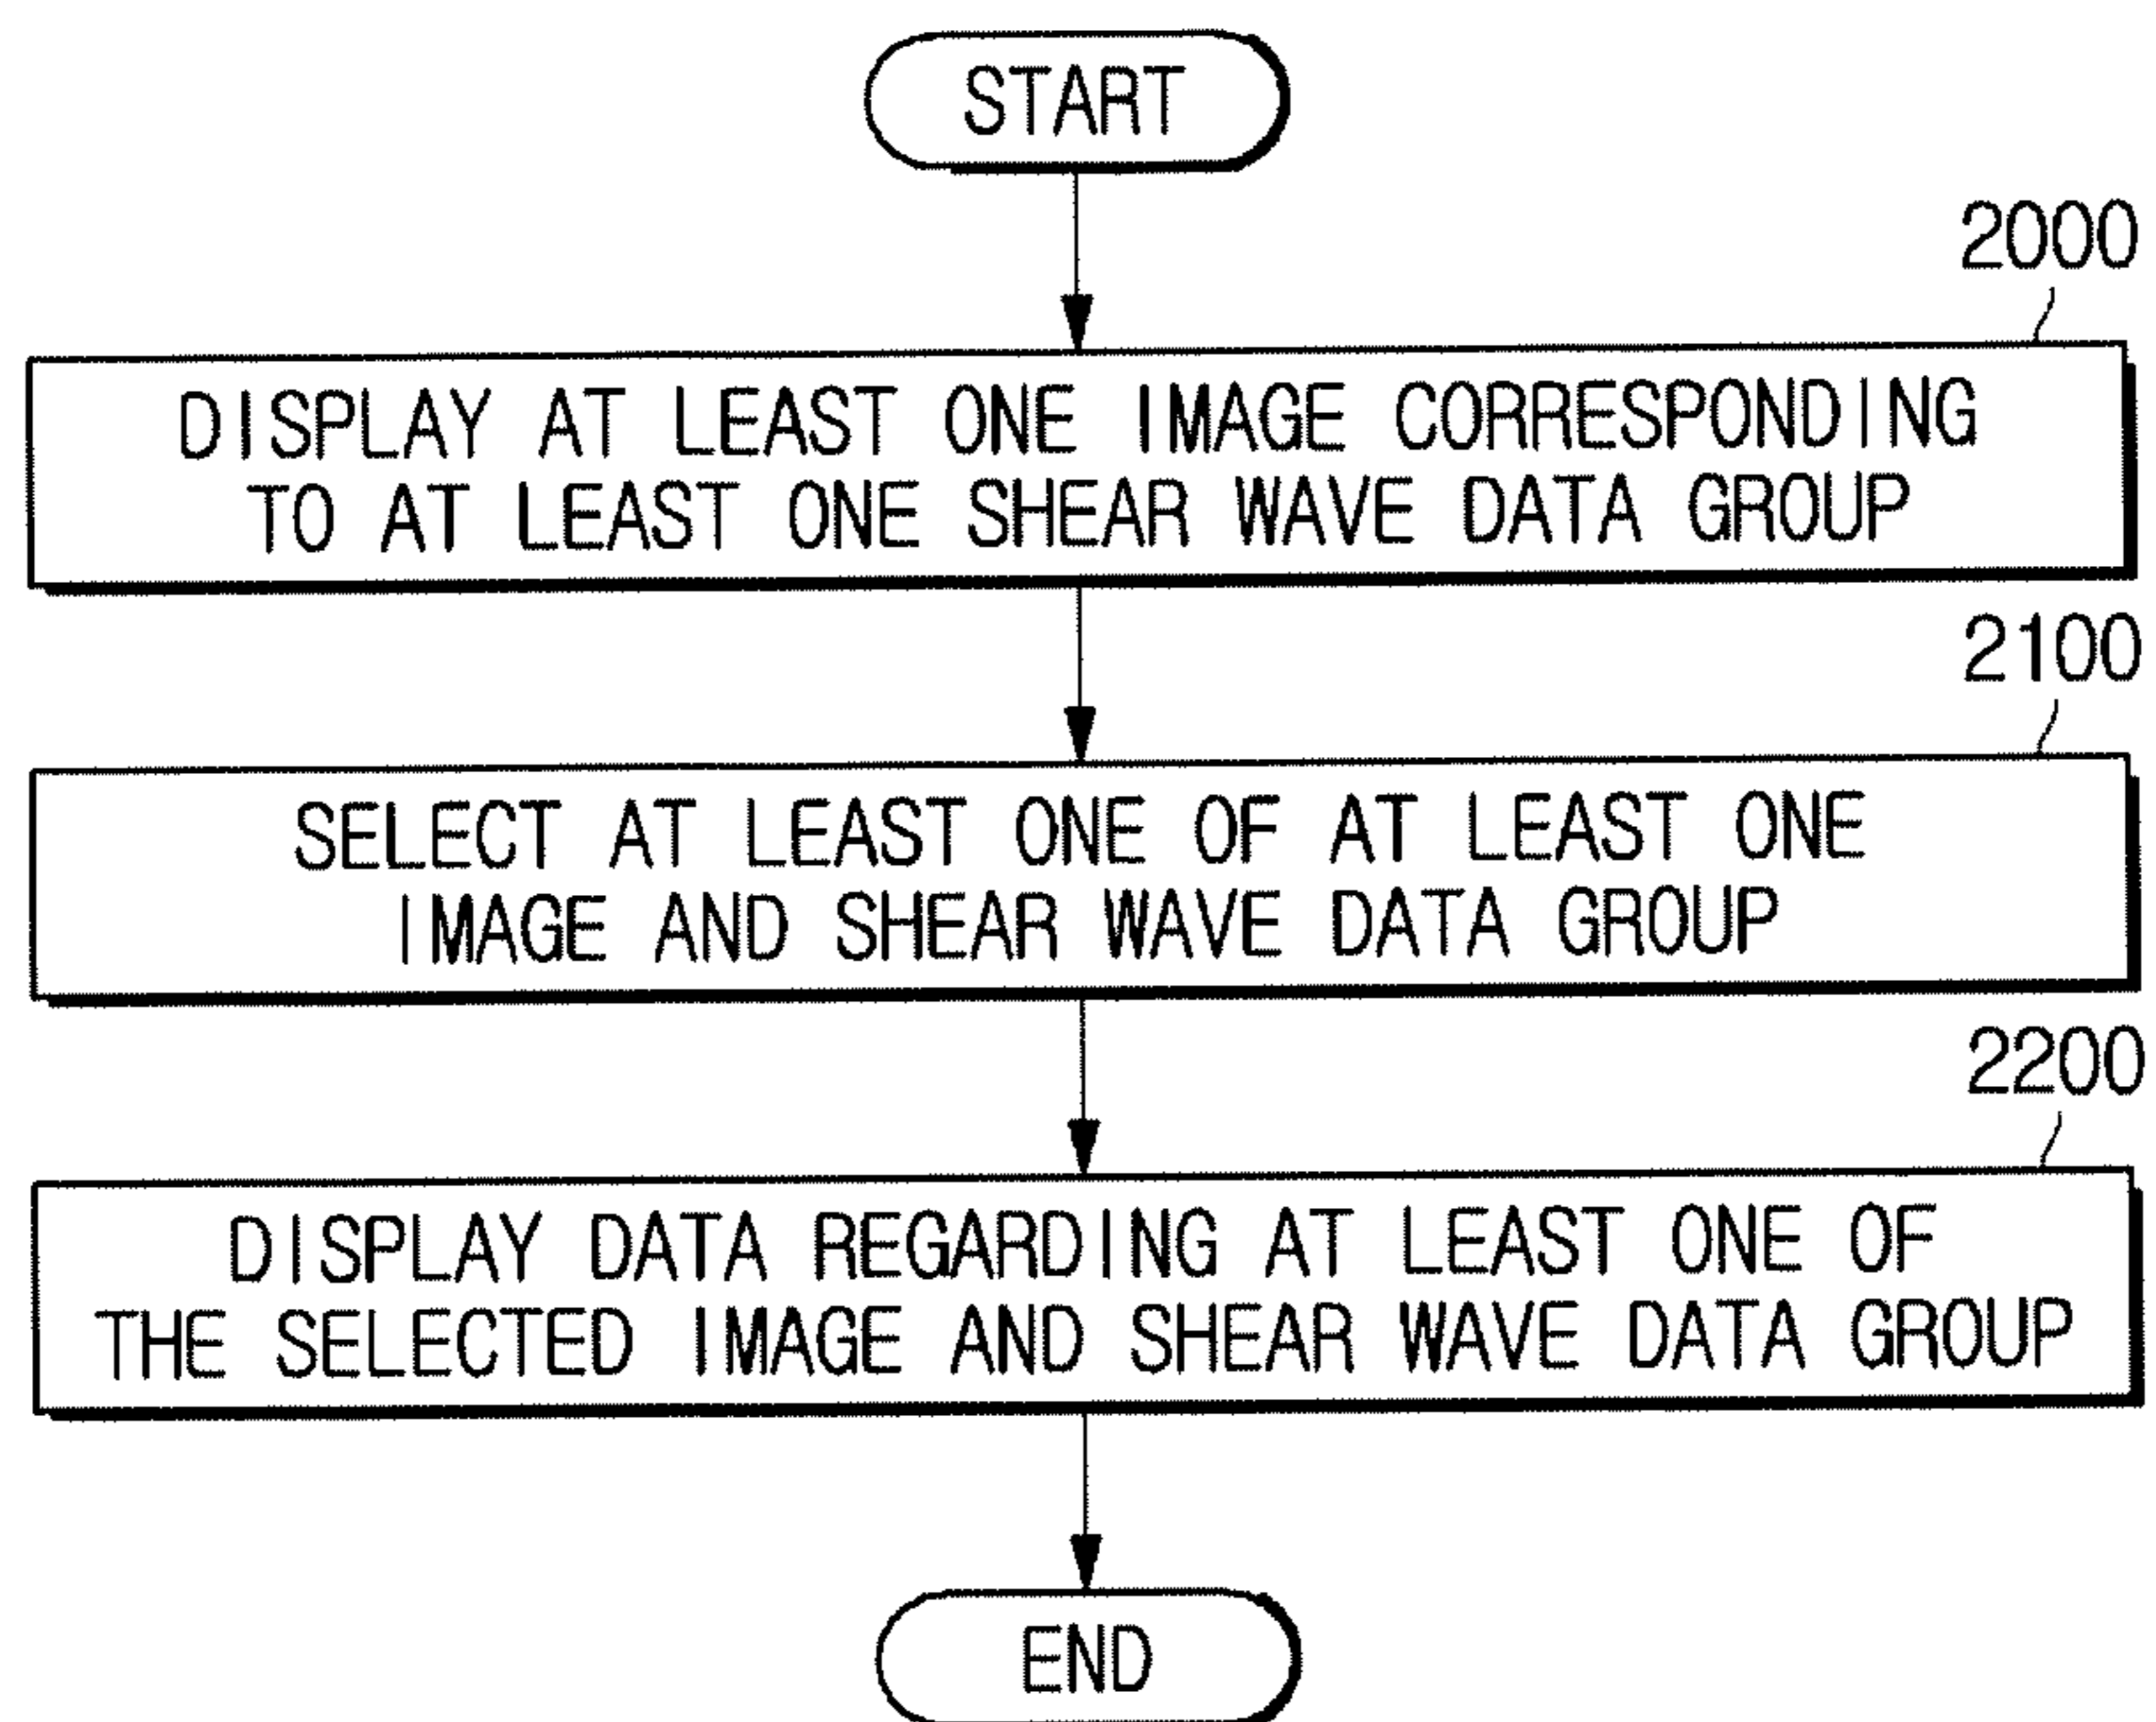 START
2000
DISPLAY AT LEAST ONE IMAGE CORRESPONDING
TO AT LEAST ONE SHEAR WAVE DATA GROUP
2100
SELECT AT LEAST ONE OF AT LEAST ONE
IMAGE AND SHEAR WAVE DATA GROUP
2200
DISPLAY DATA REGARDING AT LEAST ONE OF
THE SELECTED IMAGE AND SHEAR WAVE DATA GROUP
END